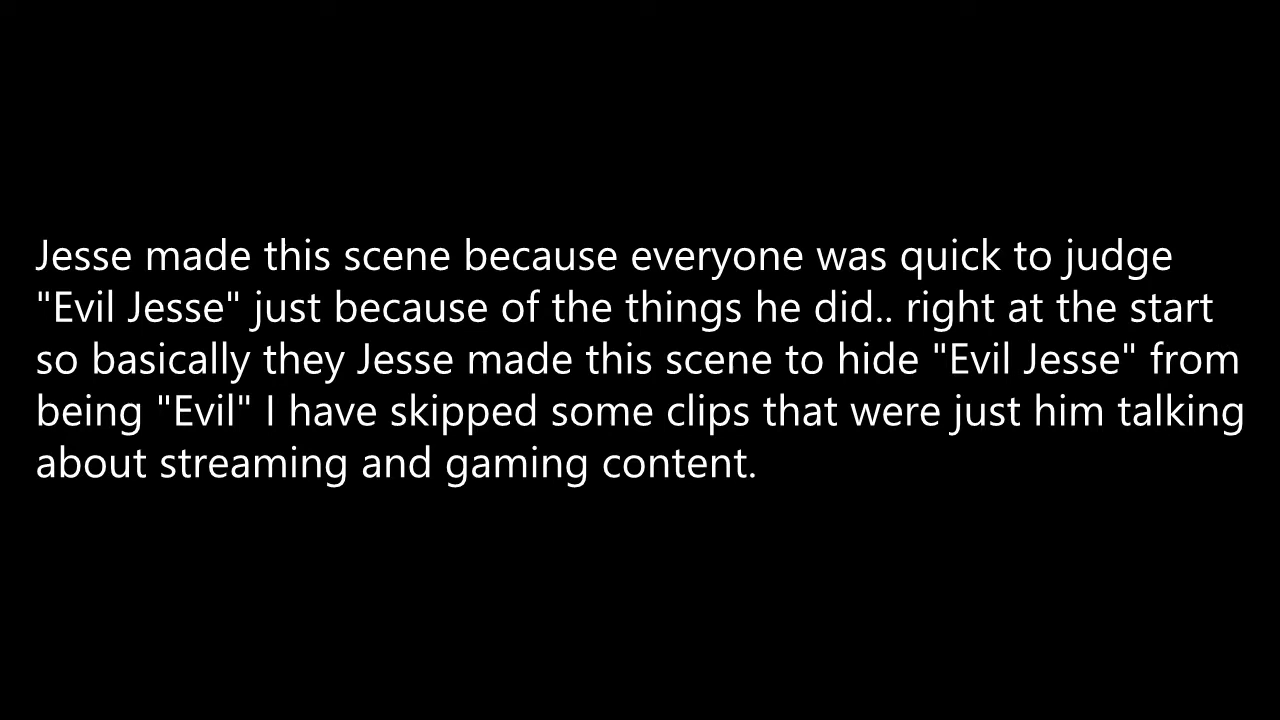 Jesse made this scene because everyone was quick to judge
"Evil Jesse" just because of the things he did.. right at the start
so basically they Jesse made this scene to hide "Evil Jesse" from
being "Evil" I have skipped some clips that were just him talking
about streaming and gaming content.